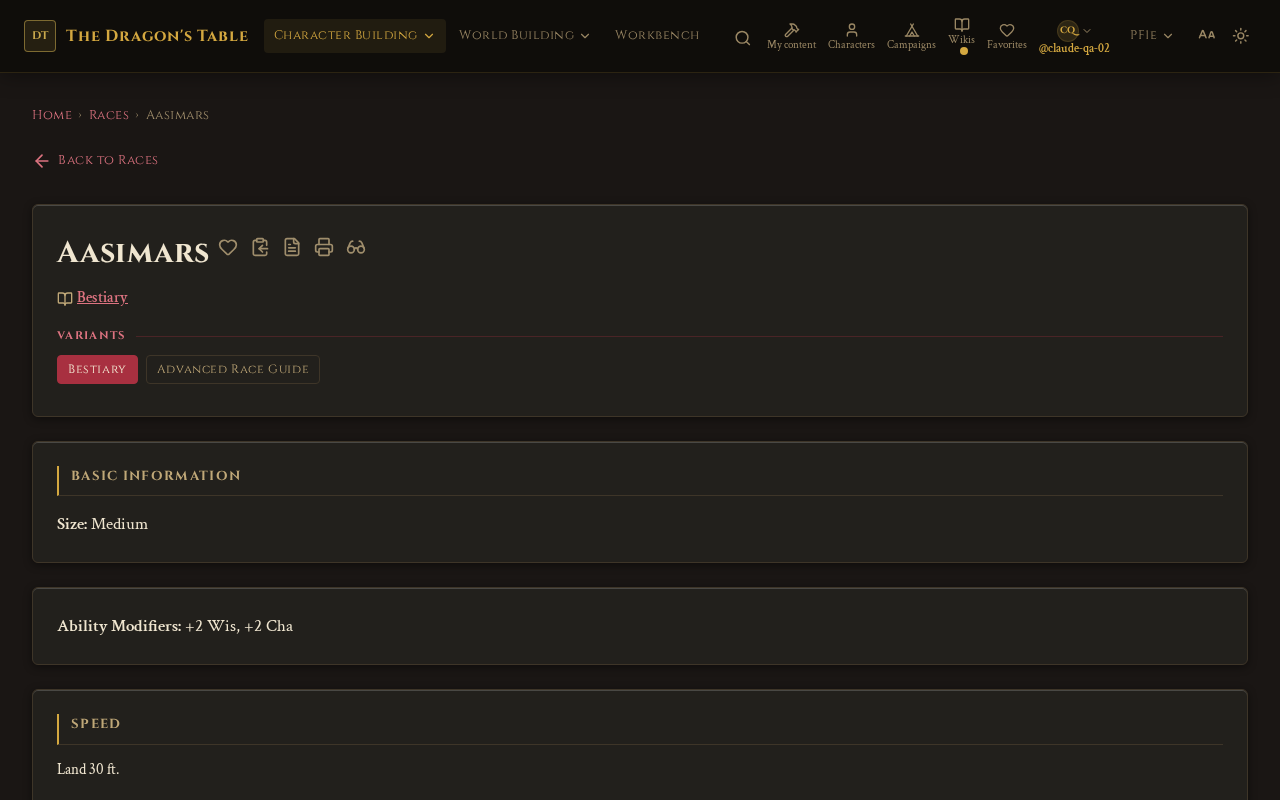 DT The Dragon's Table Character Building World Building Workbench My content Characters Campaigns Wikis Favorites CQ @claude-qa-02 PF1e AA
Home › Races › Aasimars
Back to Races
Aasimars
Bestiary
VARIANTS
Bestiary Advanced Race Guide
BASIC INFORMATION
Size: Medium
Ability Modifiers: +2 Wis, +2 Cha
SPEED
Land 30 ft.